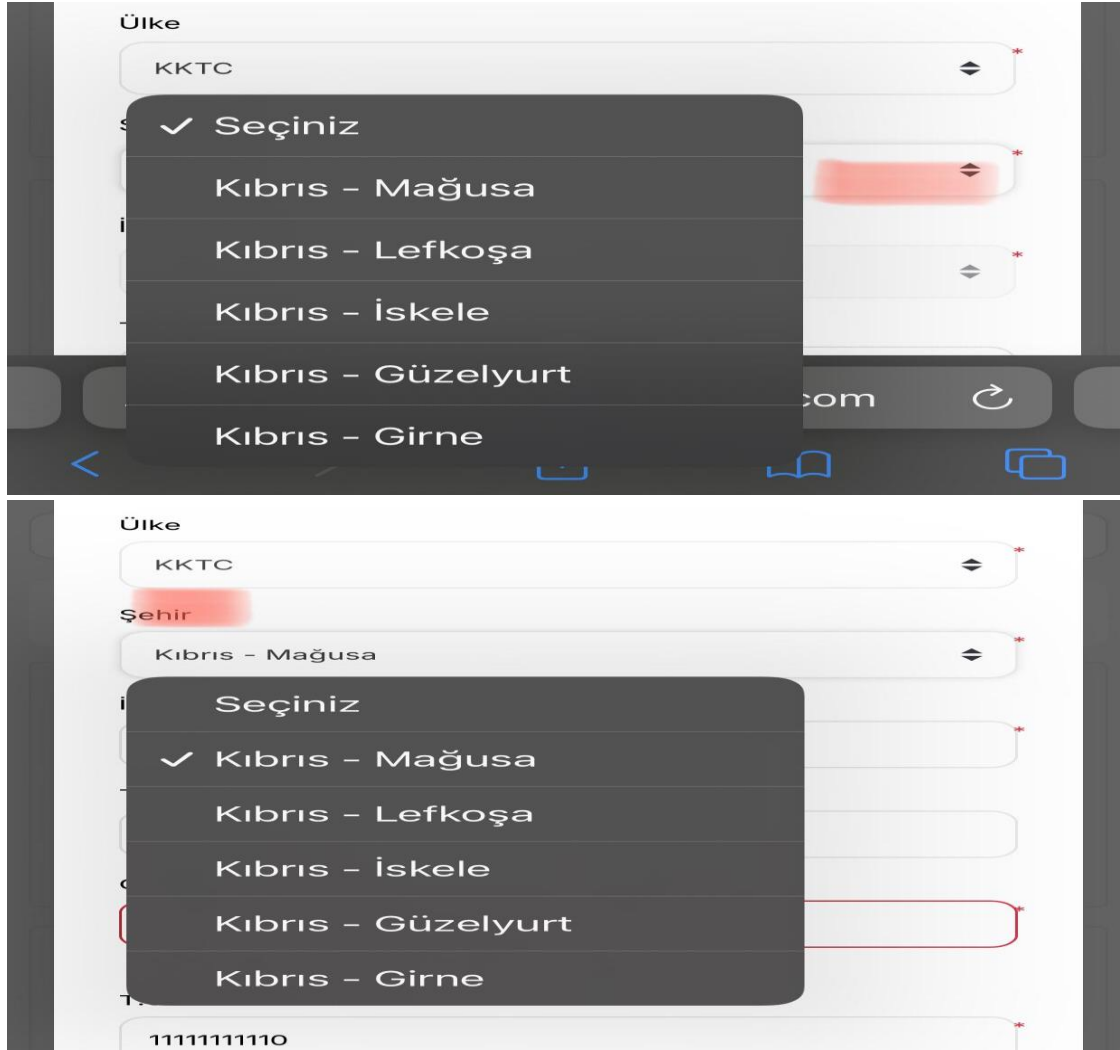 Ülke
KKTC
Seçiniz
Kıbrıs – Mağusa
Kıbrıs – Lefkoşa
Kıbrıs – İskele
Kıbrıs – Güzelyurt
Kıbrıs – Girne
com
Ülke
KKTC
Şehir
Kıbrıs – Mağusa
Seçiniz
Kıbrıs – Mağusa
Kıbrıs – Lefkoşa
Kıbrıs – İskele
Kıbrıs – Güzelyurt
Kıbrıs – Girne
11111111110